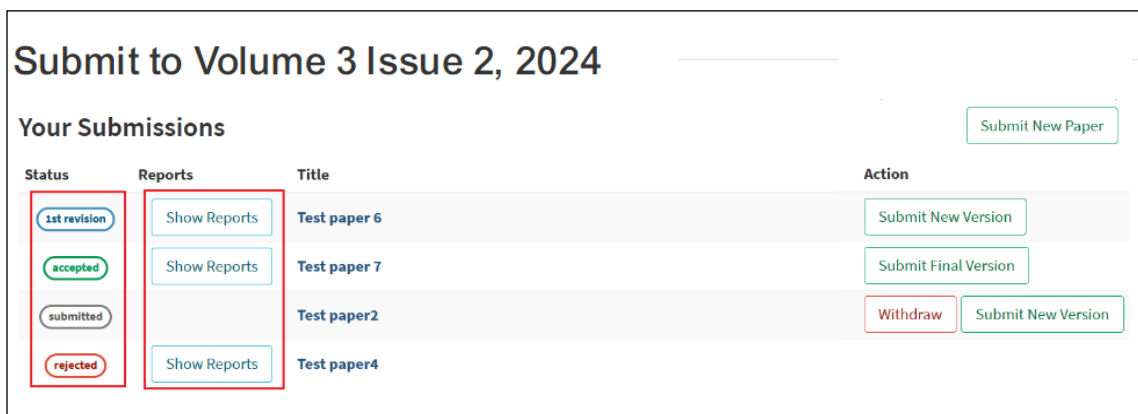 Submit to Volume 3 Issue 2, 2024
Your Submissions Submit New Paper
Status Reports Title Action
1st revision Show Reports Test paper 6 Submit New Version
accepted Show Reports Test paper 7 Submit Final Version
submitted Test paper2 Withdraw Submit New Version
rejected Show Reports Test paper4